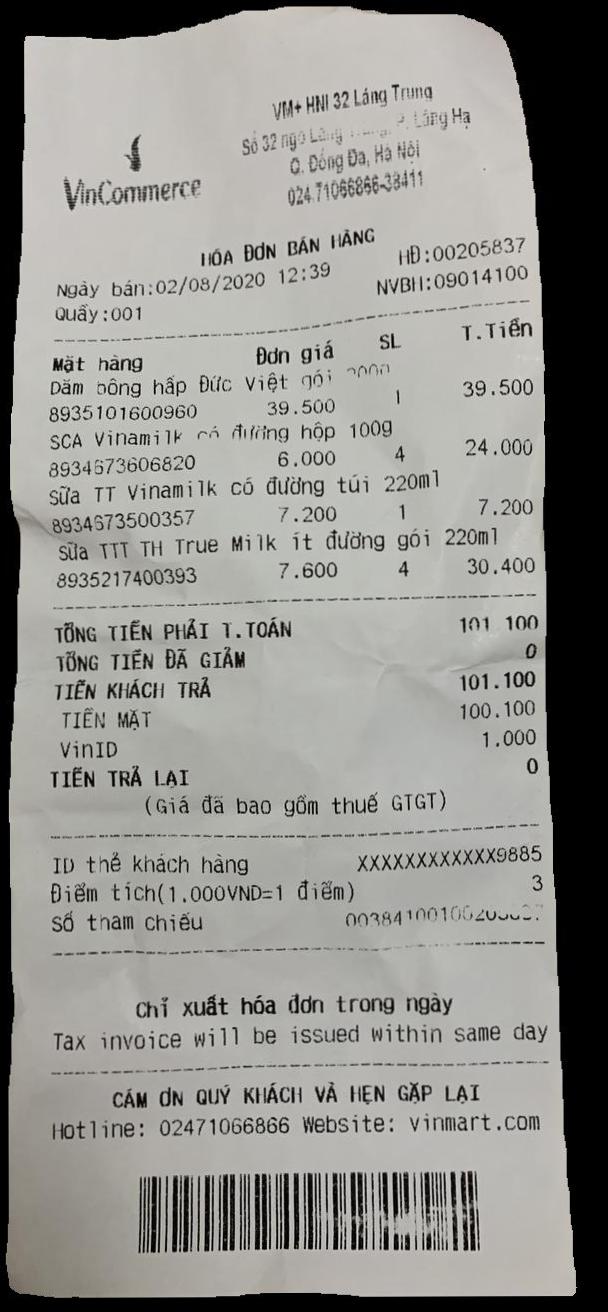 VinCommerce
VM+ HNI 32 Láng Trung
Số 32 ngõ Láng P. Láng Hạ
Q. Đống Đa, Hà Nội
024.71066866-38411
HÓA ĐƠN BÁN HÀNG
Ngày bán:02/08/2020 12:39 HĐ:00205837
Quầy:001 NVBH:09014100
Mặt hàng Đơn giá SL T.Tiền
Dăm bông hấp Đức Việt gói
8935101600960 39.500 1 39.500
SCA Vinamilk có đường hộp 100g
8934673606820 6.000 4 24.000
Sữa TT Vinamilk có đường túi 220ml
8934673500357 7.200 1 7.200
Sữa TTT TH True Milk ít đường gói 220ml
8935217400393 7.600 4 30.400
TỔNG TIỀN PHẢI T.TOÁN 101.100
TỔNG TIỀN ĐÃ GIẢM 0
TIỀN KHÁCH TRẢ 101.100
TIỀN MẶT 100.100
VinID 1.000
TIỀN TRẢ LẠI 0
(Giá đã bao gồm thuế GTGT)
ID thẻ khách hàng XXXXXXXXXXXX9885
Điểm tích(1.000VND=1 điểm) 3
Số tham chiếu
Chỉ xuất hóa đơn trong ngày
Tax invoice will be issued within same day
CẢM ƠN QUÝ KHÁCH VÀ HẸN GẶP LẠI
Hotline: 02471066866 Website: vinmart.com